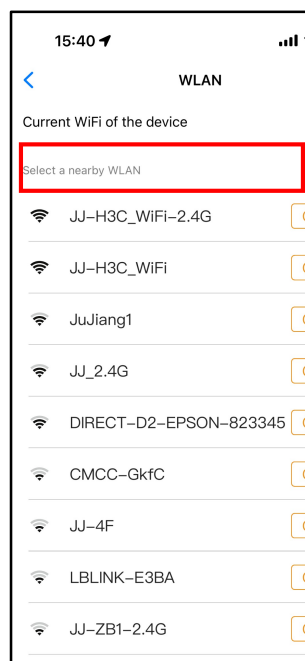 15:40
WLAN
Current WiFi of the device
Select a nearby WLAN
JJ-H3C_WiFi-2.4G
JJ-H3C_WiFi
JuJiang1
JJ_2.4G
DIRECT-D2-EPSON-823345
CMCC-GkfC
JJ-4F
LBLINK-E3BA
JJ-ZB1-2.4G